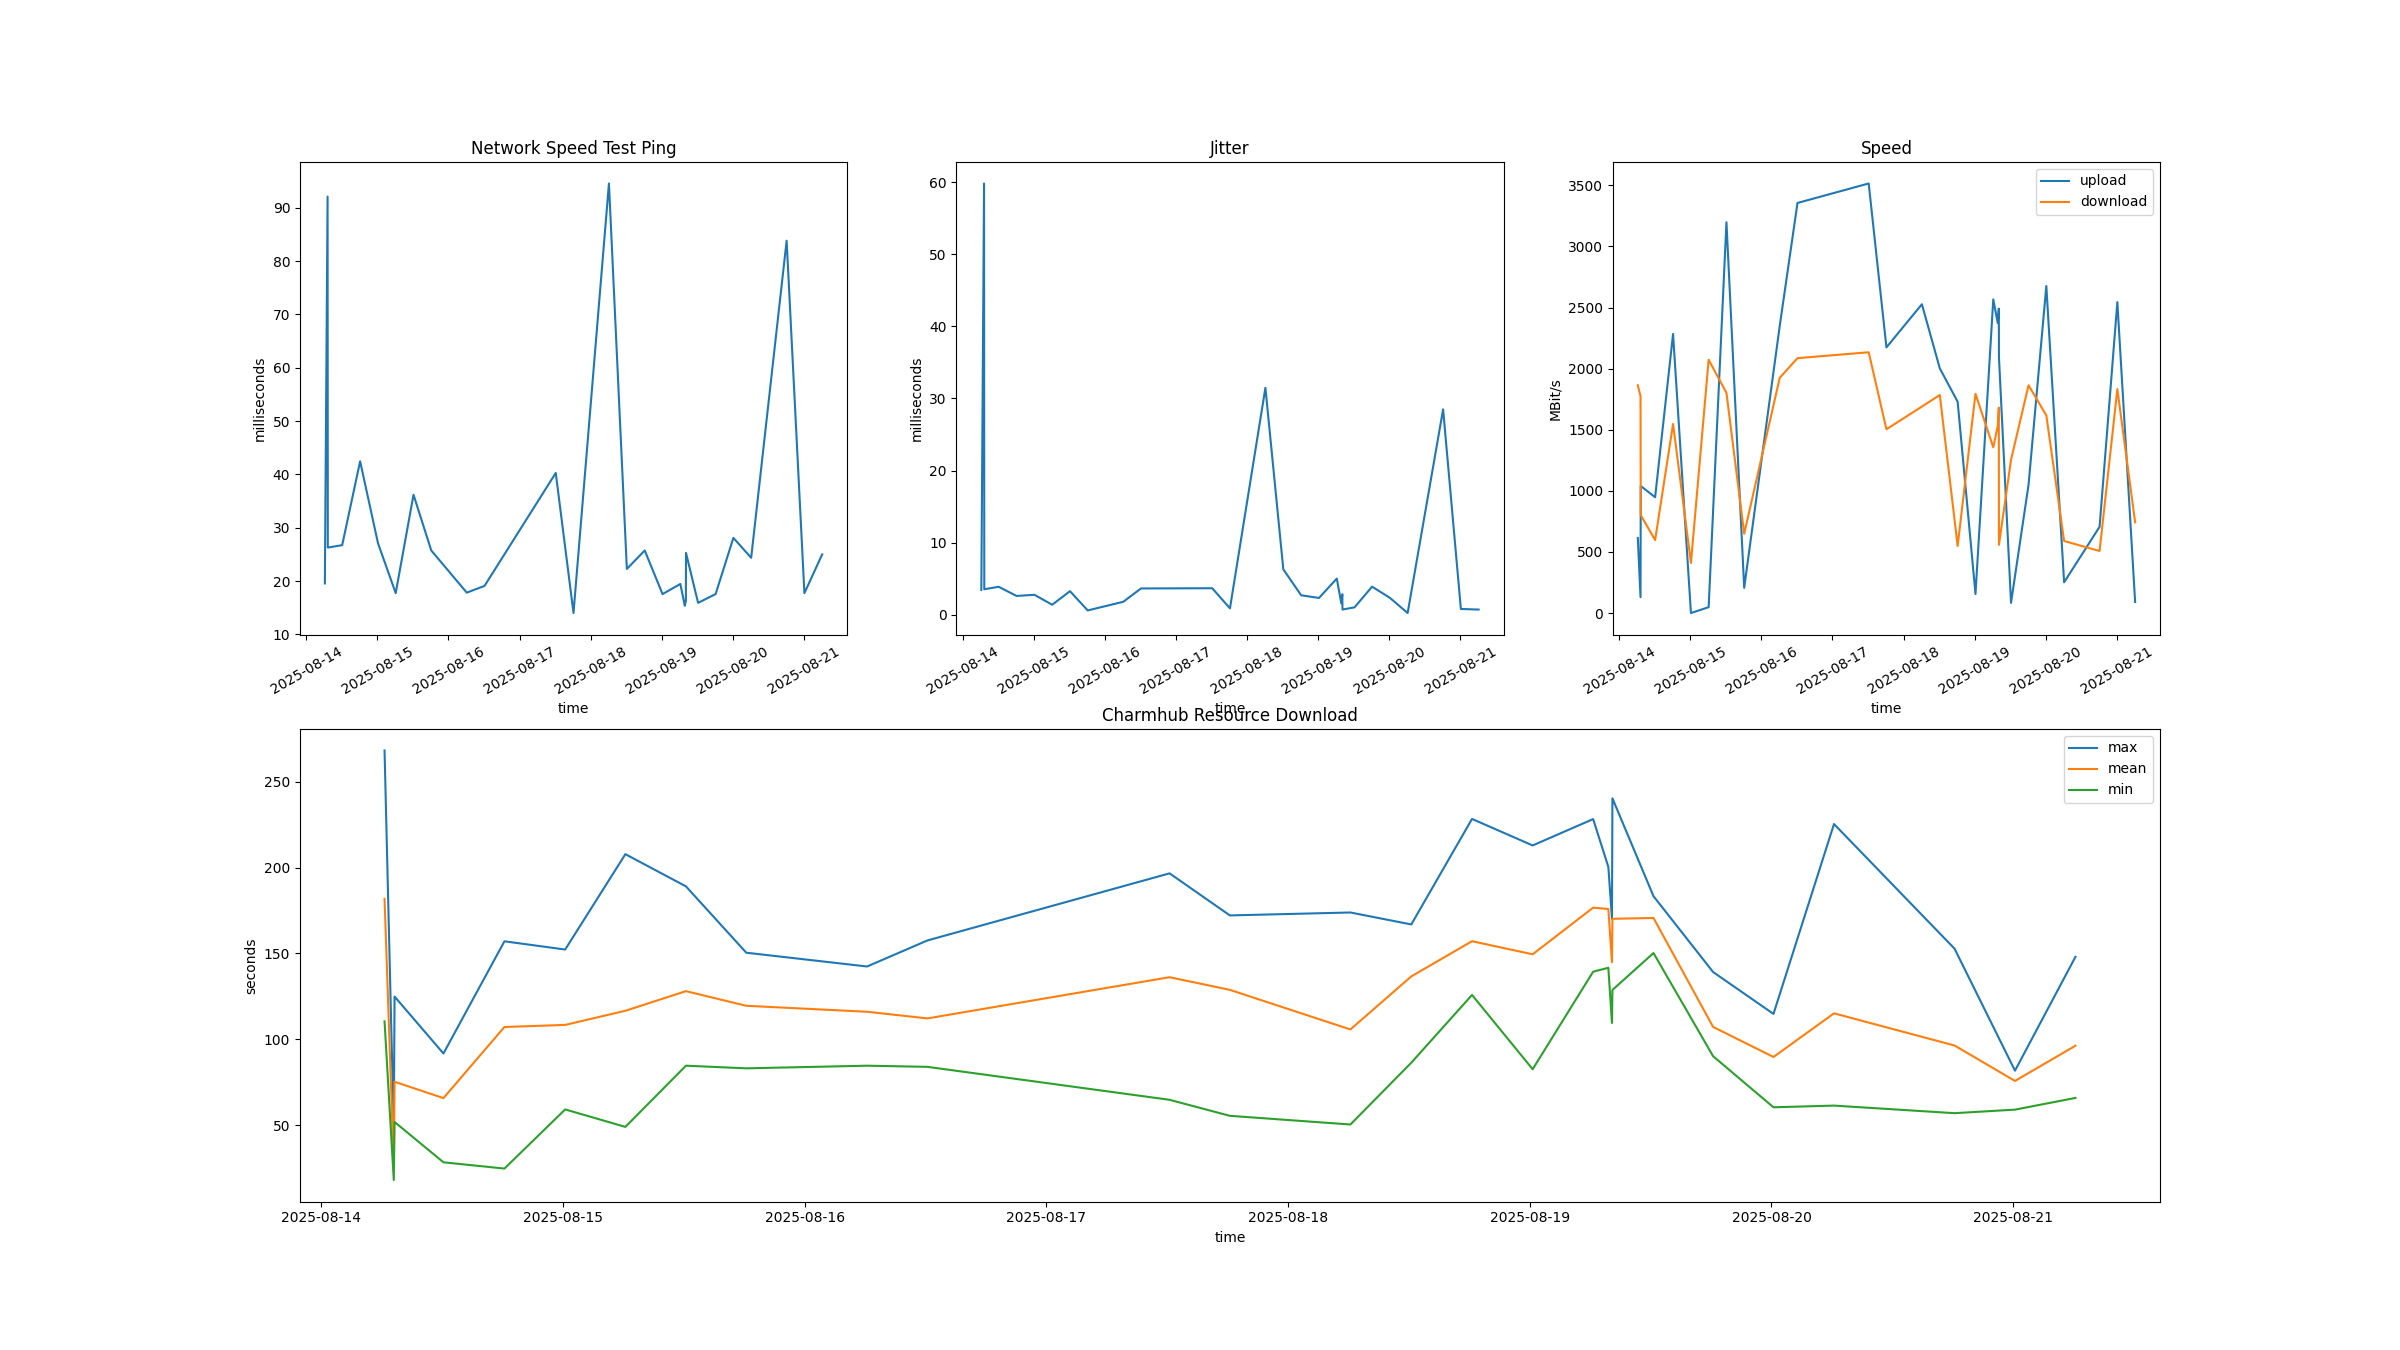 Network Speed Test Ping
milliseconds
90
80
70
60
50
40
30
20
10
2025-08-14 2025-08-15 2025-08-16 2025-08-17 2025-08-18 2025-08-19 2025-08-20 2025-08-21
time
Jitter
milliseconds
60
50
40
30
20
10
0
2025-08-14 2025-08-15 2025-08-16 2025-08-17 2025-08-18 2025-08-19 2025-08-20 2025-08-21
time
Speed
upload
download
MBit/s
3500
3000
2500
2000
1500
1000
500
0
2025-08-14 2025-08-15 2025-08-16 2025-08-17 2025-08-18 2025-08-19 2025-08-20 2025-08-21
time
Charmhub Resource Download
max
mean
min
seconds
250
200
150
100
50
2025-08-14 2025-08-15 2025-08-16 2025-08-17 2025-08-18 2025-08-19 2025-08-20 2025-08-21
time